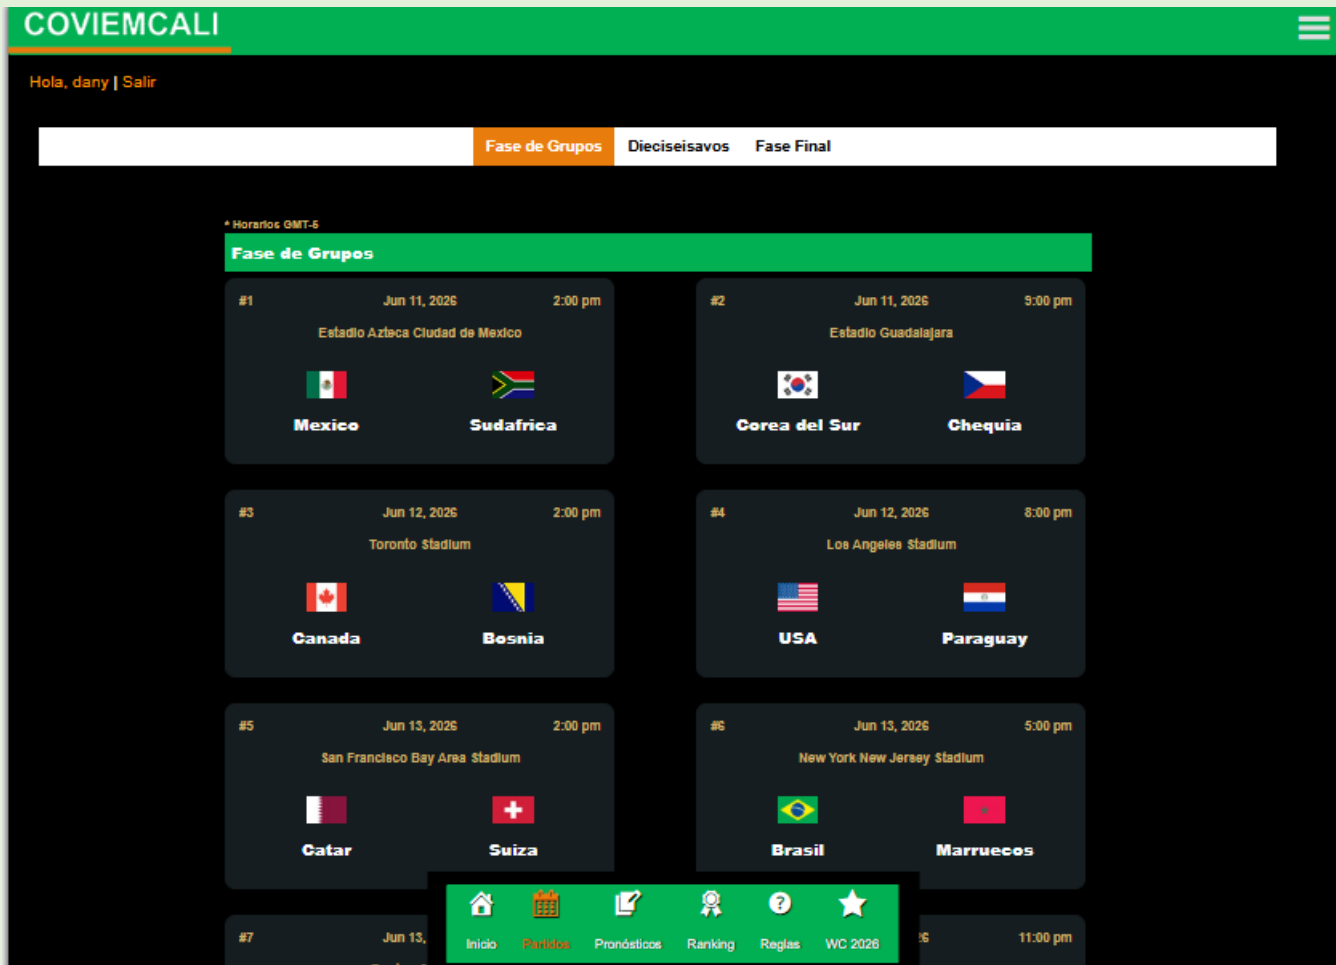 COVIEMCALI
Hola, dany | Salir
Fase de Grupos Dieciseisavos Fase Final
* Horarios GMT-5
Fase de Grupos
#1 Jun 11, 2026 2:00 pm
Estadio Azteca Ciudad de Mexico
Mexico Sudafrica
#2 Jun 11, 2026 9:00 pm
Estadio Guadalajara
Corea del Sur Chequia
#3 Jun 12, 2026 2:00 pm
Toronto Stadium
Canada Bosnia
#4 Jun 12, 2026 8:00 pm
Los Angeles Stadium
USA Paraguay
#5 Jun 13, 2026 2:00 pm
San Francisco Bay Area Stadium
Catar Suiza
#6 Jun 13, 2026 5:00 pm
New York New Jersey Stadium
Brasil Marruecos
#7 Jun 13,
11:00 pm
Inicio Partidos Pronósticos Ranking Reglas WC 2026